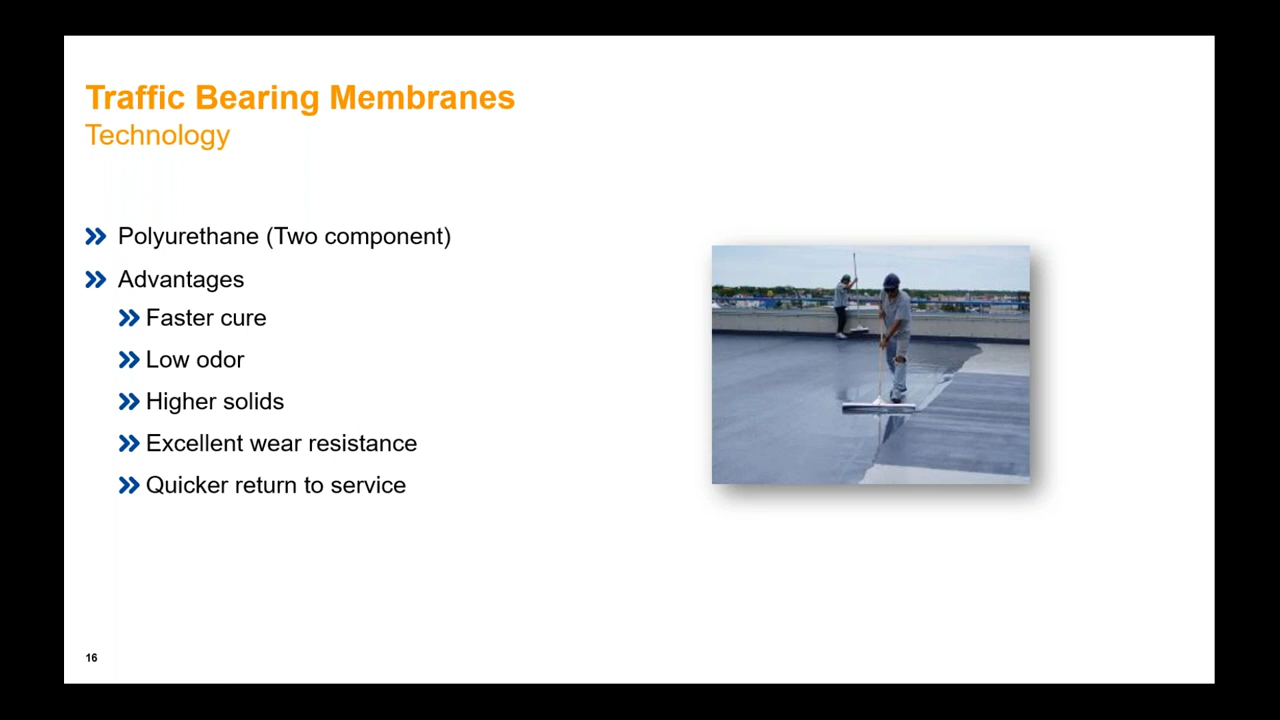 Traffic Bearing Membranes
Technology
Polyurethane (Two component)
Advantages
Faster cure
Low odor
Higher solids
Excellent wear resistance
Quicker return to service
16